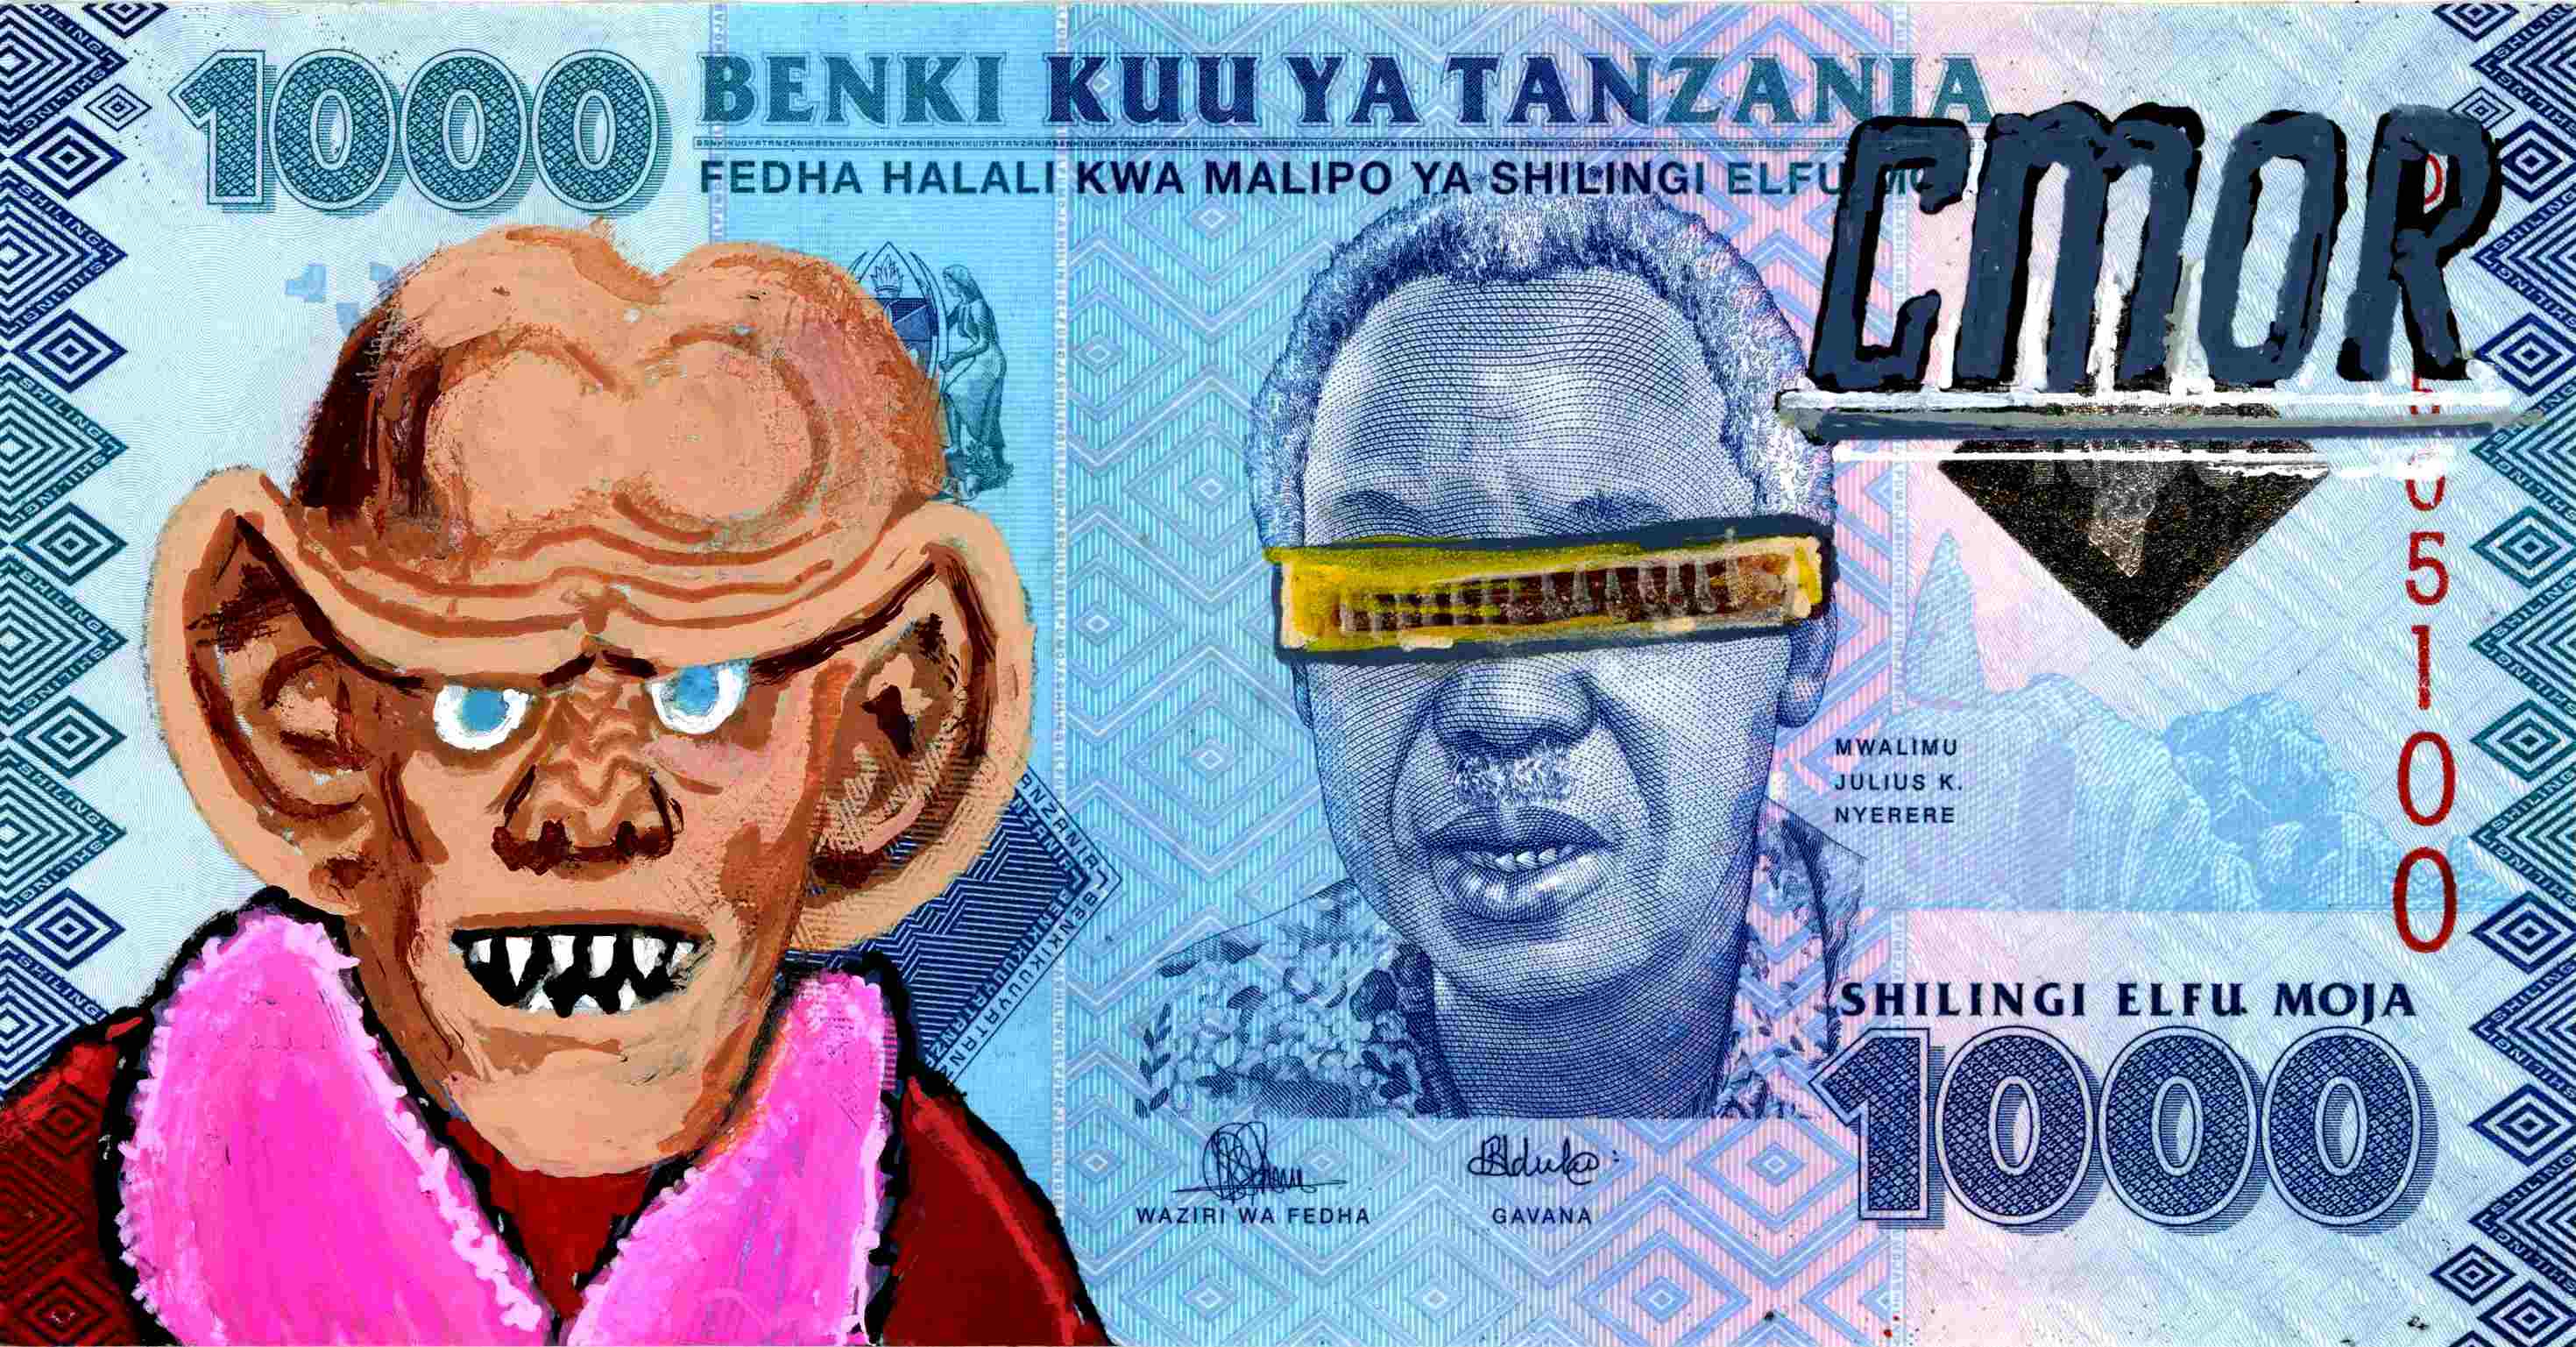 1000
BENKI KUU YA TANZANIA
FEDHA HALALI KWA MALIPO YA SHILINGI ELFU
CMOR
5100
MWALIMU
JULIUS K.
NYERERE
SHILINGI ELFU MOJA
1000
WAZIRI WA FEDHA
GAVANA